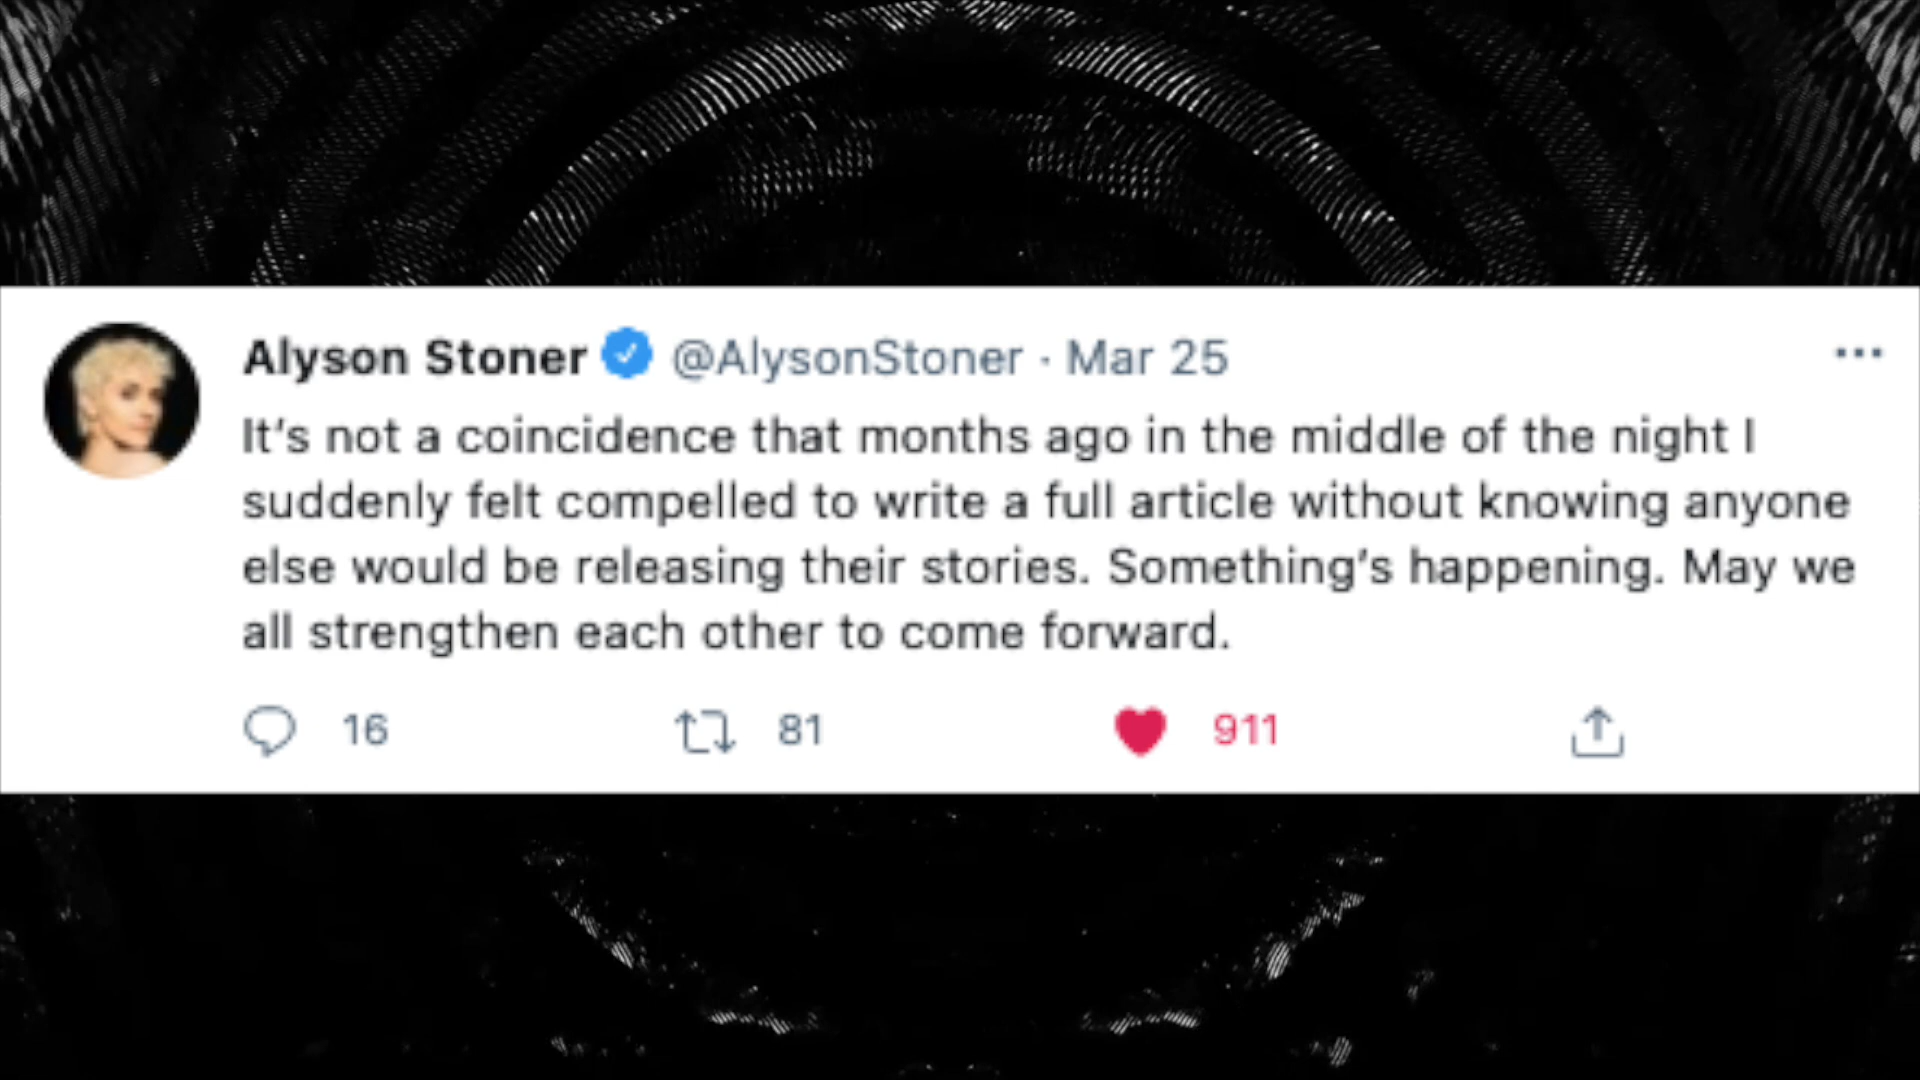 Alyson Stoner @AlysonStoner · Mar 25
It's not a coincidence that months ago in the middle of the night I
suddenly felt compelled to write a full article without knowing anyone
else would be releasing their stories. Something's happening. May we
all strengthen each other to come forward.
16 81 911